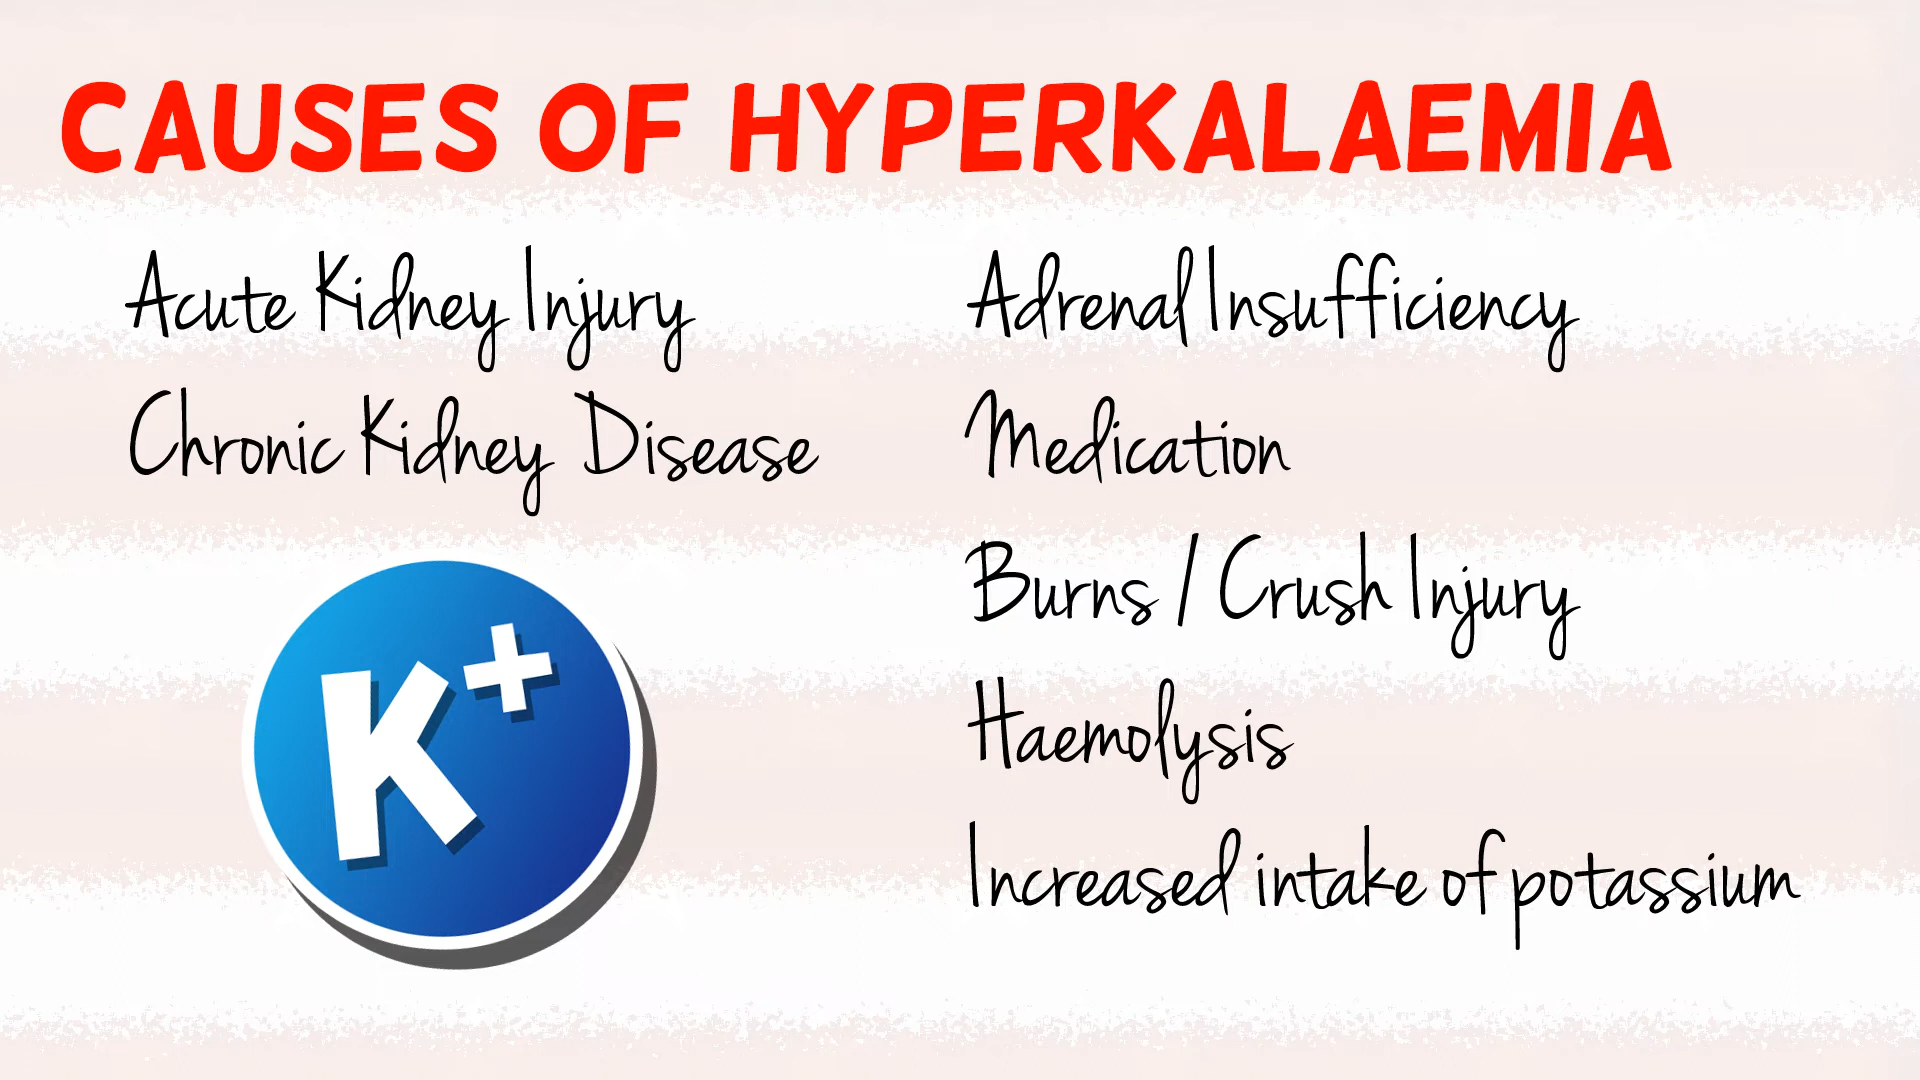 CAUSES OF HYPERKALAEMIA
Acute Kidney Injury
Chronic Kidney Disease
K+
Adrenal Insufficiency
Medication
Burns / Crush Injury
Haemolysis
Increased intake of potassium